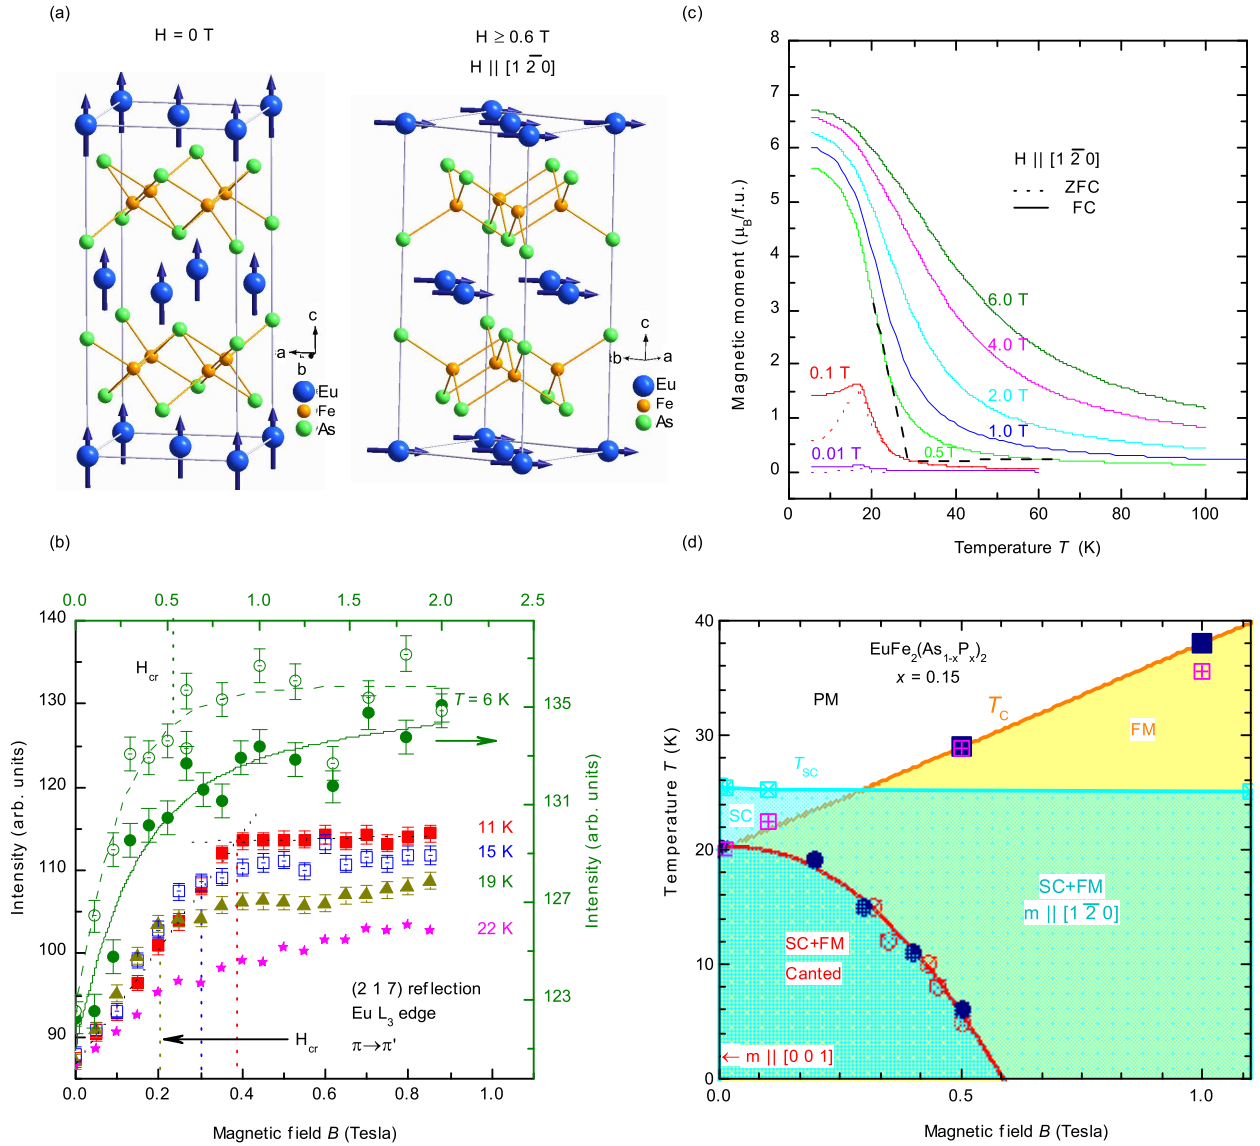 (a)
H = 0 T
H ≥ 0.6 T
H || [1 2̅ 0]
c
a
b
Eu
Fe
As
c
b
a
Eu
Fe
As
(c)
8
7
6
5
4
3
2
1
0
Magnetic moment (μB/f.u.)
H || [1 2̅ 0]
ZFC
FC
6.0 T
4.0 T
2.0 T
1.0 T
0.5 T
0.1 T
0.01 T
0 20 40 60 80 100
Temperature T (K)
(b)
0.0 0.5 1.0 1.5 2.0 2.5
140
130
120
110
100
90
Intensity (arb. units)
Hcr
T = 6 K
135
131
127
123
Intensity (arb. units)
11 K
15 K
19 K
22 K
(2 1 7) reflection
Eu L3 edge
π→π'
Hcr
0.0 0.2 0.4 0.6 0.8 1.0
Magnetic field B (Tesla)
(d)
40
30
20
10
0
Temperature T (K)
EuFe2(As1-xPx)2
x = 0.15
PM
TC
FM
TSC
SC
SC+FM
m || [1 2̅ 0]
SC+FM
Canted
← m || [0 0 1]
0.0 0.5 1.0
Magnetic field B (Tesla)